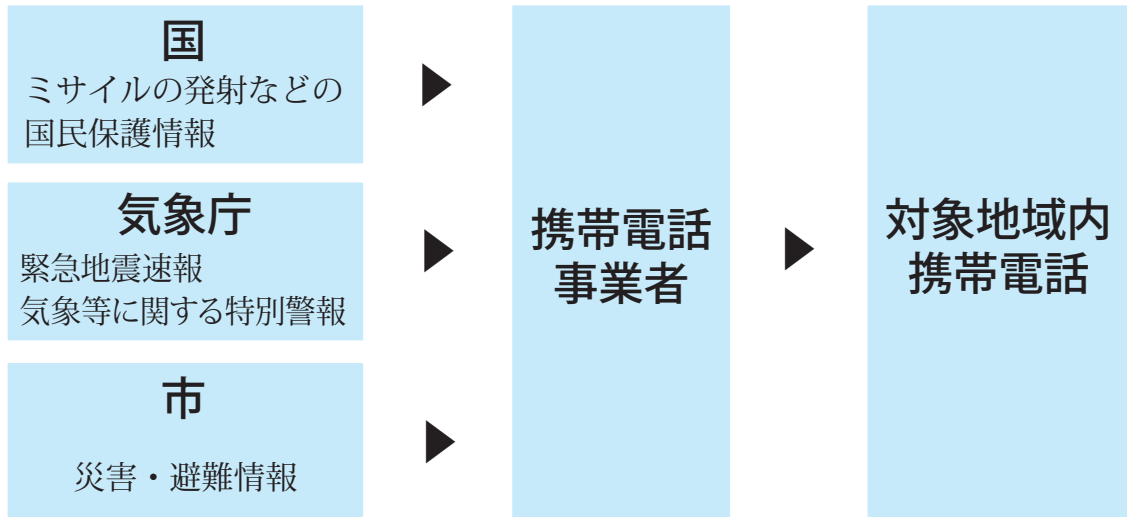 国
ミサイルの発射などの
国民保護情報
気象庁
緊急地震速報
気象等に関する特別警報
市
災害・避難情報
携帯電話
事業者
対象地域内
携帯電話